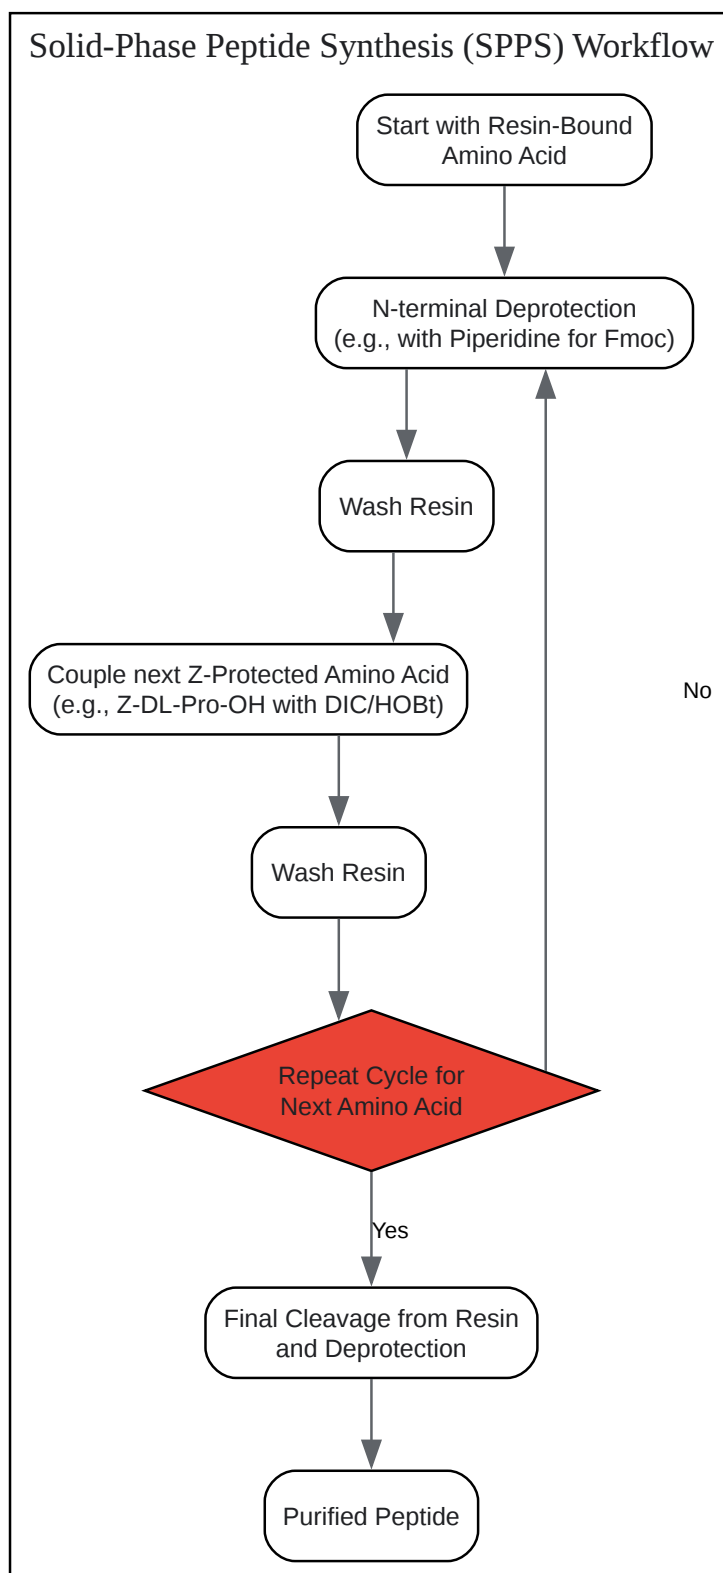 Solid-Phase Peptide Synthesis (SPPS) Workflow
Start with Resin-Bound
Amino Acid
N-terminal Deprotection
(e.g., with Piperidine for Fmoc)
Wash Resin
Couple next Z-Protected Amino Acid
(e.g., Z-DL-Pro-OH with DIC/HOBt)
No
Wash Resin
Repeat Cycle for
Next Amino Acid
Yes
Final Cleavage from Resin
and Deprotection
Purified Peptide